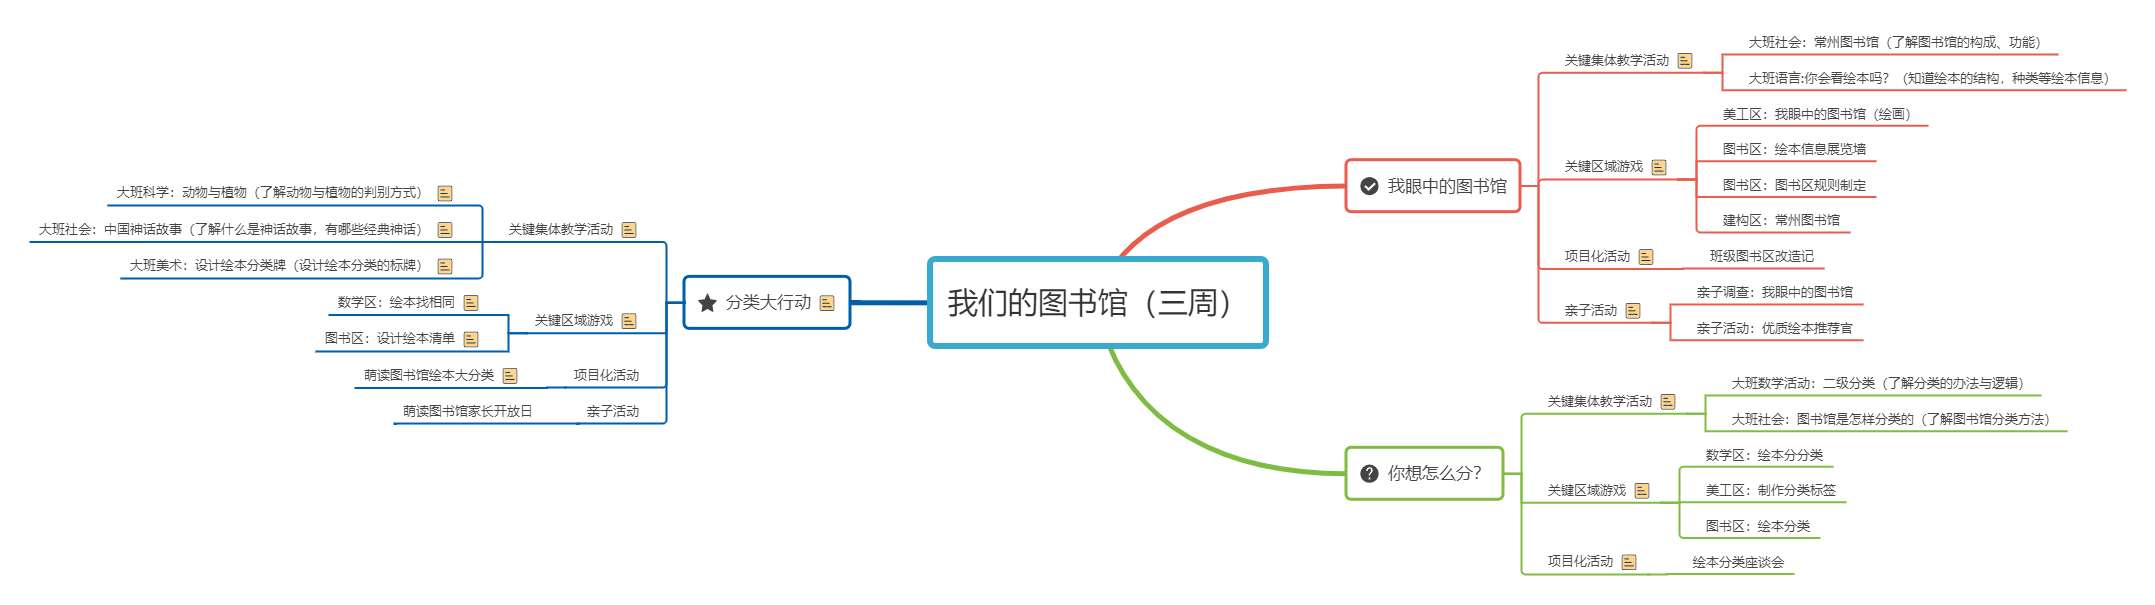 我们的图书馆（三周）
我眼中的图书馆
关键集体教学活动
大班社会：常州图书馆（了解图书馆的构成、功能）
大班语言:你会看绘本吗？（知道绘本的结构，种类等绘本信息）
关键区域游戏
美工区：我眼中的图书馆（绘画）
图书区：绘本信息展览墙
图书区：图书区规则制定
建构区：常州图书馆
项目化活动
班级图书区改造记
亲子活动
亲子调查：我眼中的图书馆
亲子活动：优质绘本推荐官
你想怎么分？
关键集体教学活动
大班数学活动：二级分类（了解分类的办法与逻辑）
大班社会：图书馆是怎样分类的（了解图书馆分类方法）
关键区域游戏
数学区：绘本分分类
美工区：制作分类标签
图书区：绘本分类
项目化活动
绘本分类座谈会
分类大行动
关键集体教学活动
大班科学：动物与植物（了解动物与植物的判别方式）
大班社会：中国神话故事（了解什么是神话故事，有哪些经典神话）
大班美术：设计绘本分类牌（设计绘本分类的标牌）
关键区域游戏
数学区：绘本找相同
图书区：设计绘本清单
项目化活动
萌读图书馆绘本大分类
亲子活动
萌读图书馆家长开放日